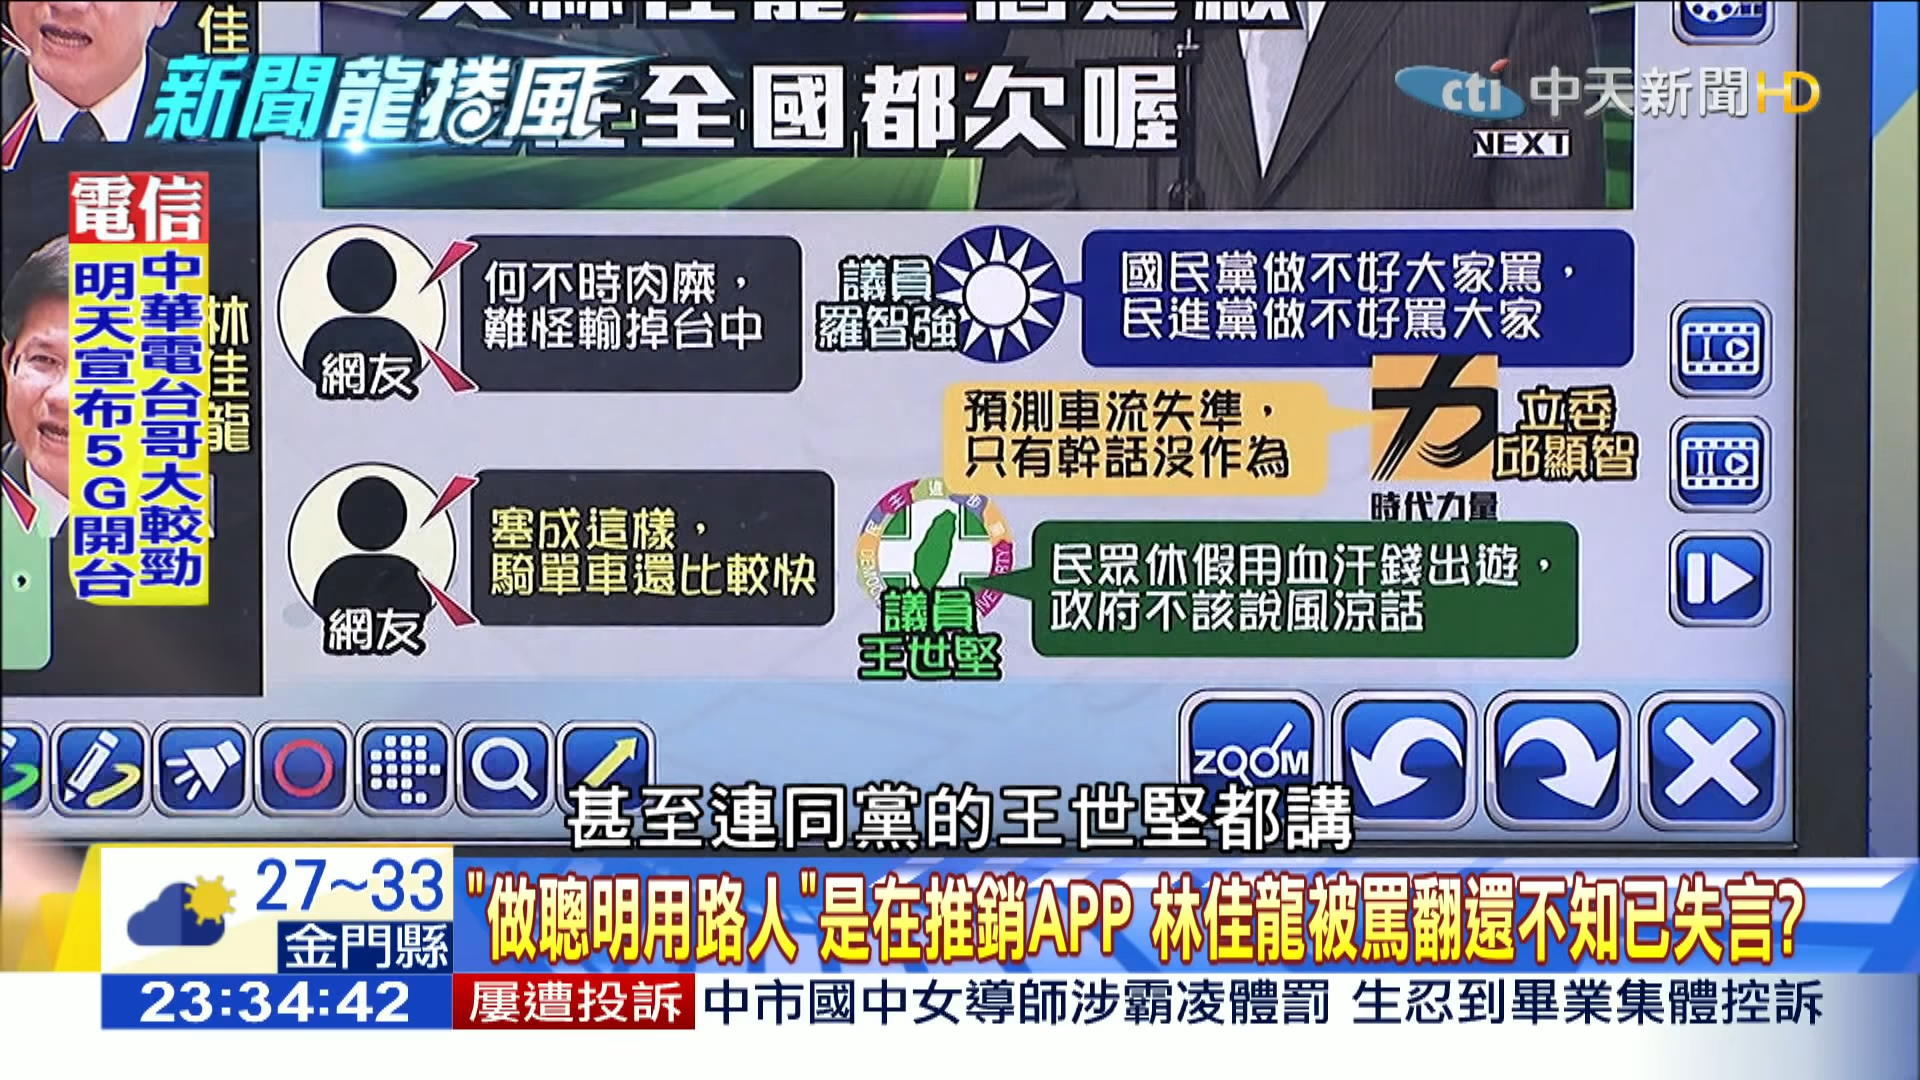 佳
新聞龍捲風
全國都欠喔
cti 中天新聞HD
NEXT
電信
中華電台哥大較勁
明天宣布5G開台
林佳龍
何不時肉糜，
難怪輸掉台中
網友
議員
羅智強
國民黨做不好大家罵，
民進黨做不好罵大家
預測車流失準，
只有幹話沒作為
立委
邱顯智
時代力量
塞成這樣，
騎單車還比較快
網友
議員
王世堅
民眾休假用血汗錢出遊，
政府不該說風涼話
ZOOM
甚至連同黨的王世堅都講
27~33
金門縣
"做聰明用路人"是在推銷APP 林佳龍被罵翻還不知已失言?
23:34:42
屢遭投訴
中市國中女導師涉霸凌體罰 生忍到畢業集體控訴